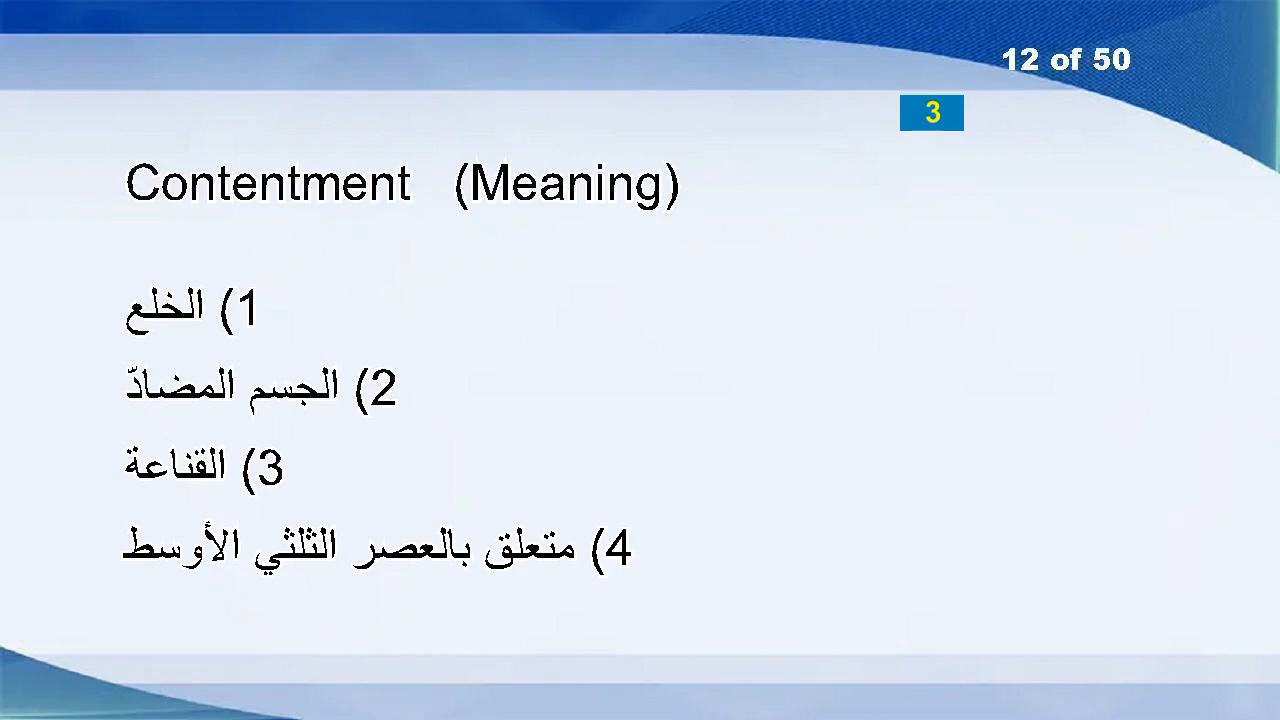 12 of 50
3
Contentment (Meaning)
1) الخلع
2) الجسم المضادّ
3) القناعة
4) متعلق بالعصر الثلثي الأوسط